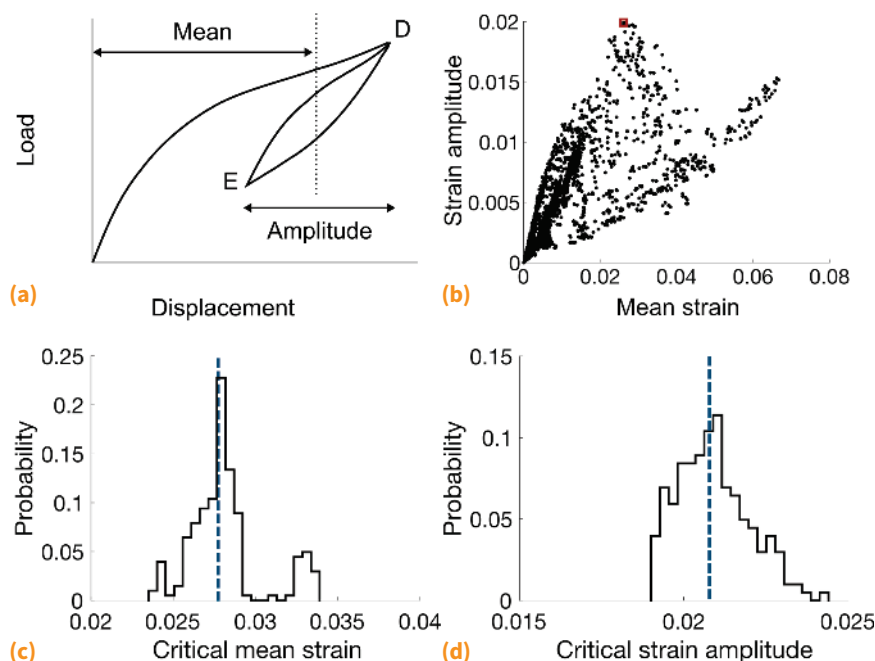 Mean
D
Load
E
Amplitude
(a)
Displacement
0.02
0.015
0.01
0.005
0
Strain amplitude
0 0.02 0.04 0.06 0.08
(b)
Mean strain
0.25
0.2
0.15
0.1
0.05
0
Probability
0.02 0.025 0.03 0.035 0.04
(c)
Critical mean strain
0.15
0.1
0.05
0
Probability
0.015 0.02 0.025
(d)
Critical strain amplitude